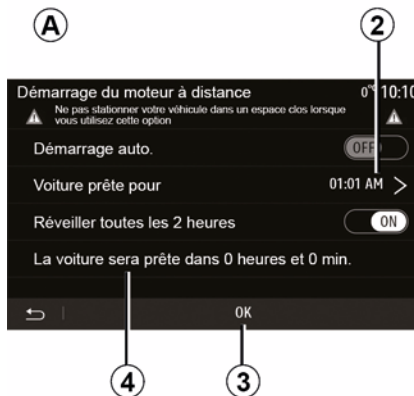 A
2
Démarrage du moteur à distance 0°C 10:10
Ne pas stationner votre véhicule dans un espace clos lorsque
vous utilisez cette option
Démarrage auto. OFF
Voiture prête pour 01:01 AM
Réveiller toutes les 2 heures ON
La voiture sera prête dans 0 heures et 0 min.
OK
4
3